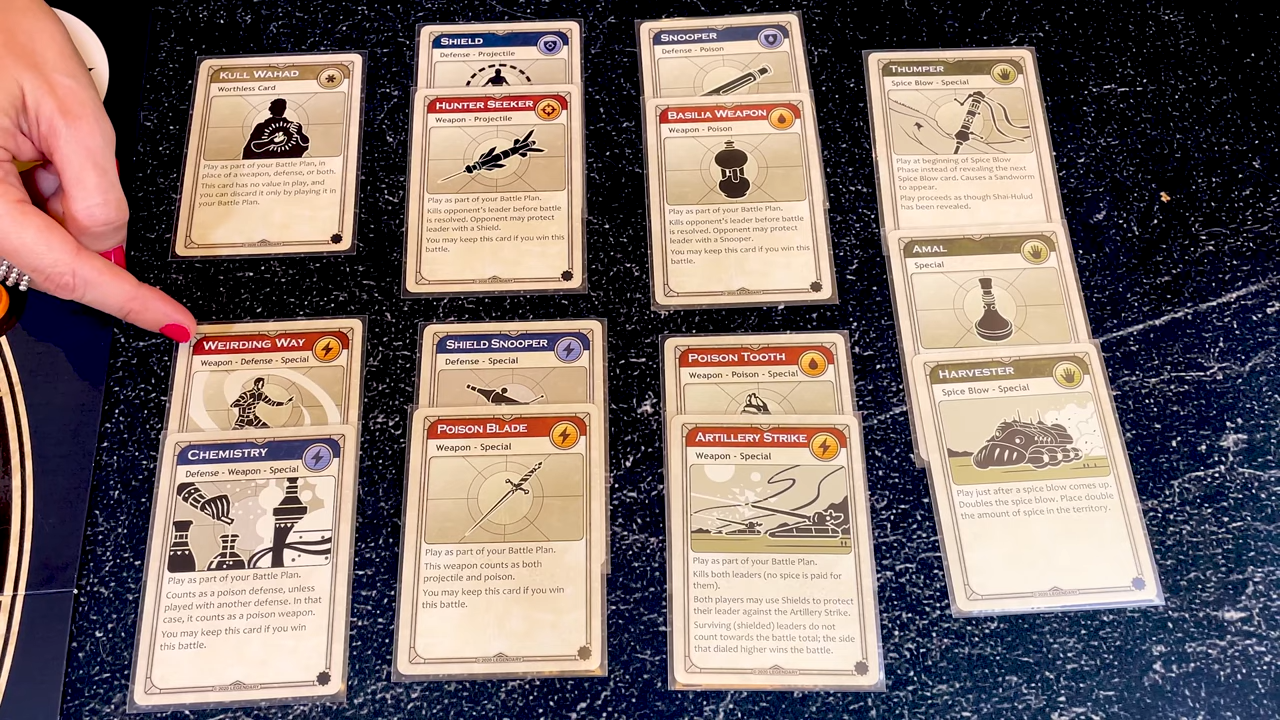 KULL WAHAD
Worthless Card
Play as part of your Battle Plan, in
place of a weapon, defense, or both.
This card has no value in play, and
you can discard it only by playing it in
your Battle Plan.
© 2020 LEGENDARY
SHIELD
Defense - Projectile
HUNTER SEEKER
Weapon - Projectile
Play as part of your Battle Plan.
Kills opponent's leader before battle
is resolved. Opponent may protect
leader with a Shield.
You may keep this card if you win this
battle.
© 2020 LEGENDARY
SNOOPER
Defense - Poison
BASILIA WEAPON
Weapon - Poison
Play as part of your Battle Plan.
Kills opponent's leader before battle
is resolved. Opponent may protect
leader with a Snooper.
You may keep this card if you win this
battle.
© 2020 LEGENDARY
THUMPER
Spice Blow - Special
Play at beginning of Spice Blow
Phase instead of revealing the next
Spice Blow card. Causes a Sandworm
to appear.
Play proceeds as though Shai-Hulud
has been revealed.
AMAL
Special
HARVESTER
Spice Blow - Special
Play just after a spice blow comes up.
Doubles the spice blow. Place double
the amount of spice in the territory.
© 2020 LEGENDARY
WEIRDING WAY
Weapon - Defense - Special
CHEMISTRY
Defense - Weapon - Special
Play as part of your Battle Plan.
Counts as a poison defense, unless
played with another defense. In that
case, it counts as a poison weapon.
You may keep this card if you win
this battle.
© 2020 LEGENDARY
SHIELD SNOOPER
Defense - Special
POISON BLADE
Weapon - Special
Play as part of your Battle Plan.
This weapon counts as both
projectile and poison.
You may keep this card if you win
this battle.
© 2020 LEGENDARY
POISON TOOTH
Weapon - Poison - Special
ARTILLERY STRIKE
Weapon - Special
Play as part of your Battle Plan.
Kills both leaders (no spice is paid for
them).
Both players may use Shields to protect
their leader against the Artillery Strike.
Surviving (shielded) leaders do not
count towards the battle total; the side
that dialed higher wins the battle.
© 2020 LEGENDARY